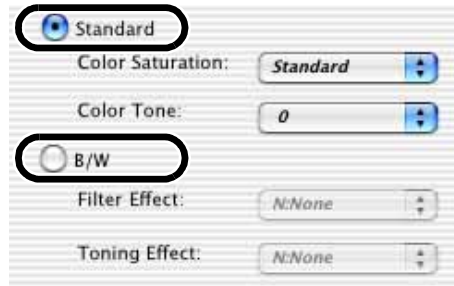 Standard
Color Saturation: Standard
Color Tone: 0
B/W
Filter Effect: N:None
Toning Effect: N:None